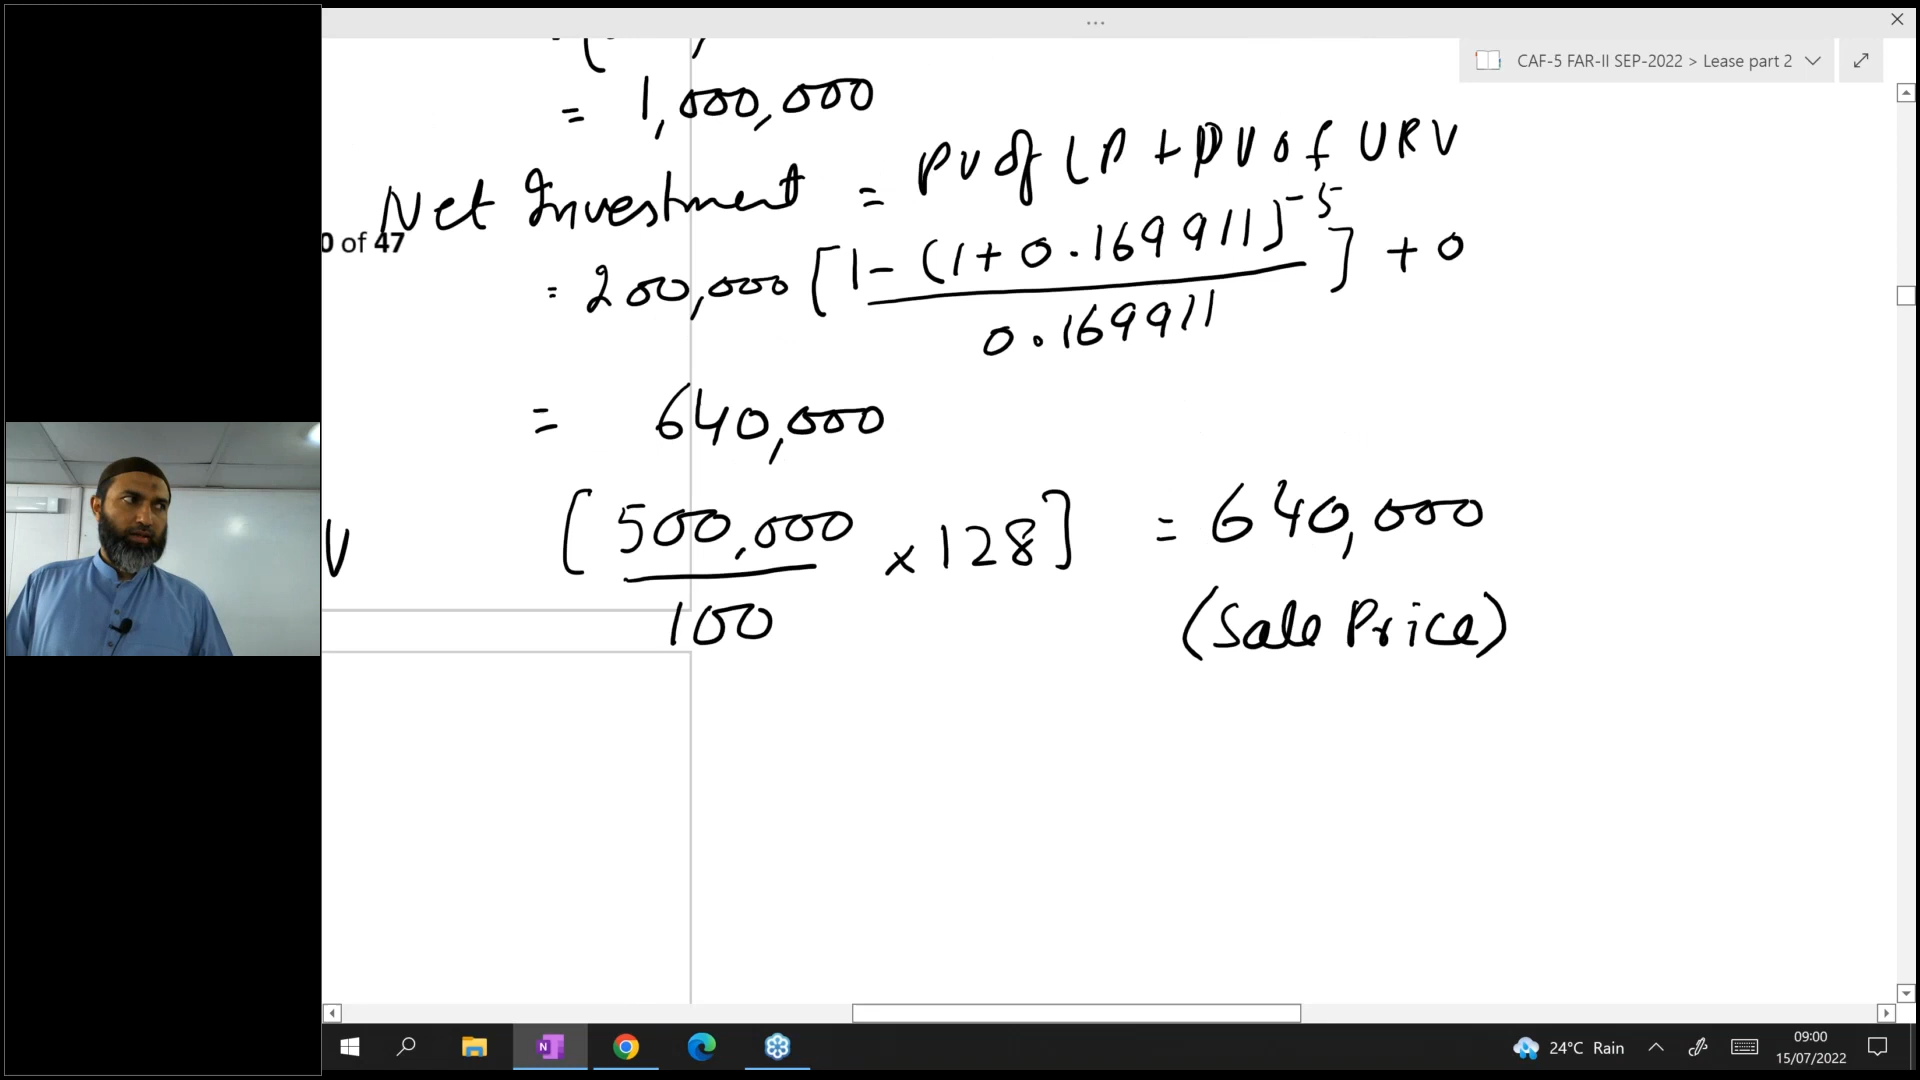 CAF-5 FAR-II SEP-2022 > Lease part 2
= 1,000,000
Net Investment = PV of LP + PV of URV
0 of 47
= 200,000 [ 1 - (1 + 0.169911)^-5 / 0.169911 ] + 0
= 640,000
V [ 500,000 / 100 × 128 ] = 640,000
(Sale Price)
24°C Rain
09:00
15/07/2022